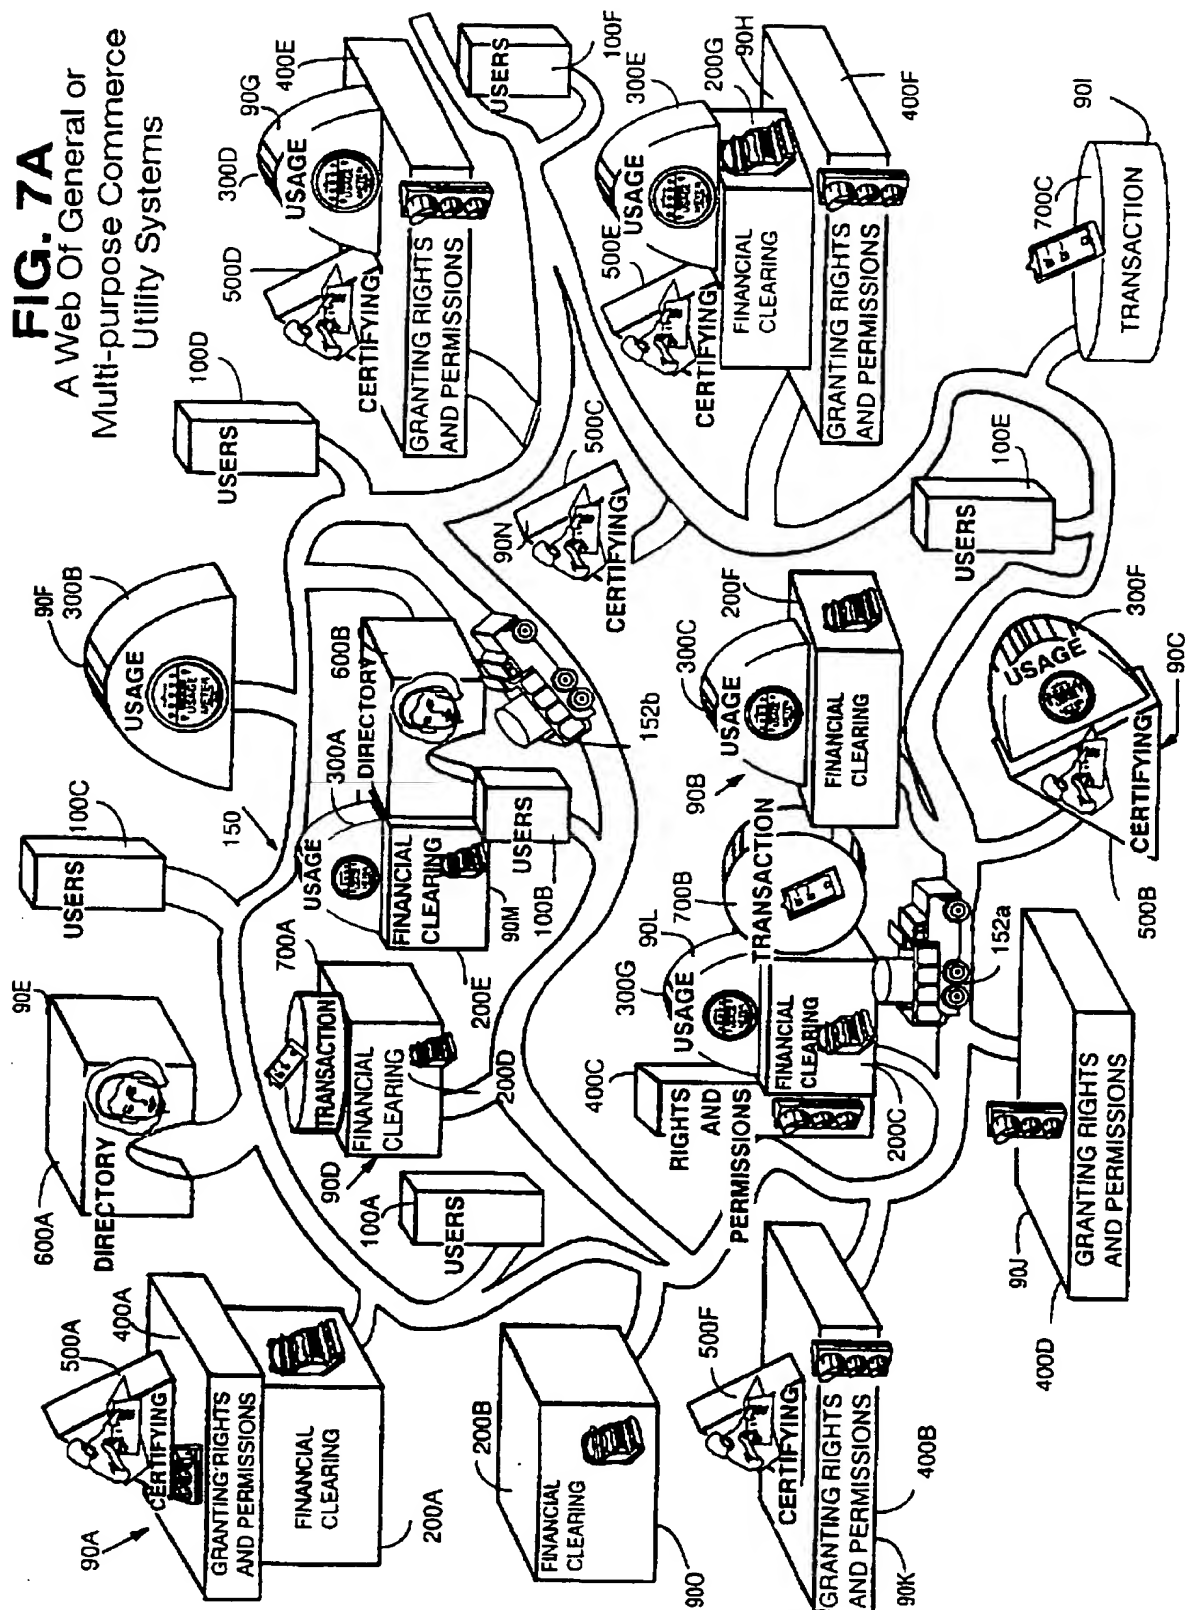 FIG. 7A
A Web Of General or
Multi-purpose Commerce
Utility Systems
90A
500A
400A
CERTIFYING
GRANTING RIGHTS
AND PERMISSIONS
FINANCIAL
CLEARING
200A
600A
90E
DIRECTORY
100C
USERS
150
90F
300B
USAGE
USAGE
METER
100D
USERS
500D
300D
90G
400E
USAGE
CERTIFYING
GRANTING RIGHTS
AND PERMISSIONS
100F
USERS
700A
TRANSACTION
FINANCIAL
CLEARING
200D
90D
100A
USERS
300A
USAGE
DIRECTORY
600B
FINANCIAL
CLEARING
200E
90M
100B
USERS
152b
90N
500C
CERTIFYING
500E
300E
200G
90H
USAGE
CERTIFYING
FINANCIAL
CLEARING
GRANTING RIGHTS
AND PERMISSIONS
400F
200B
FINANCIAL
CLEARING
90O
400C
RIGHTS AND
PERMISSIONS
300G
90L
USAGE
700B
TRANSACTION
FINANCIAL
CLEARING
200C
152a
90B
300C
USAGE
200F
FINANCIAL
CLEARING
100E
USERS
90I
700C
TRANSACTION
500F
CERTIFYING
GRANTING RIGHTS
AND PERMISSIONS
400B
90K
90J
GRANTING RIGHTS
AND PERMISSIONS
400D
300F
USAGE
CERTIFYING
90C
500B